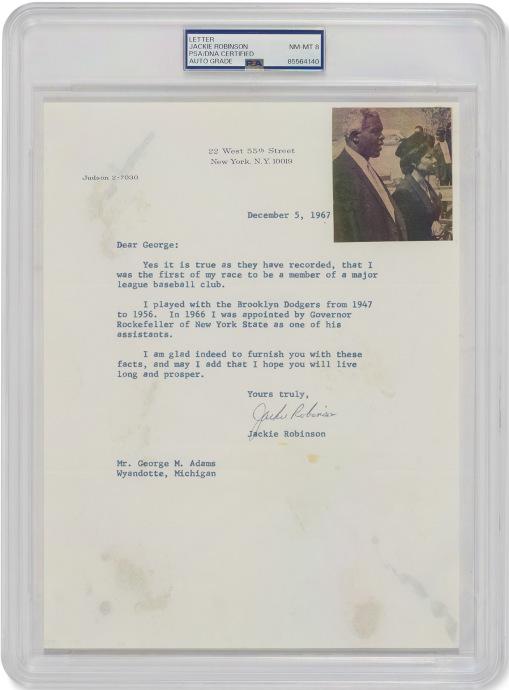 LETTER
JACKIE ROBINSON NM-MT 8
PSA/DNA CERTIFIED
AUTO GRADE PSA 85564140
22 West 55th Street
New York, N.Y. 10019
Judson 2-7030
December 5, 1967
Dear George:
Yes it is true as they have recorded, that I
was the first of my race to be a member of a major
league baseball club.
I played with the Brooklyn Dodgers from 1947
to 1956. In 1966 I was appointed by Governor
Rockefeller of New York State as one of his
assistants.
I am glad indeed to furnish you with these
facts, and may I add that I hope you will live
long and prosper.
Yours truly,
Jackie Robinson
Jackie Robinson
Mr. George M. Adams
Wyandotte, Michigan